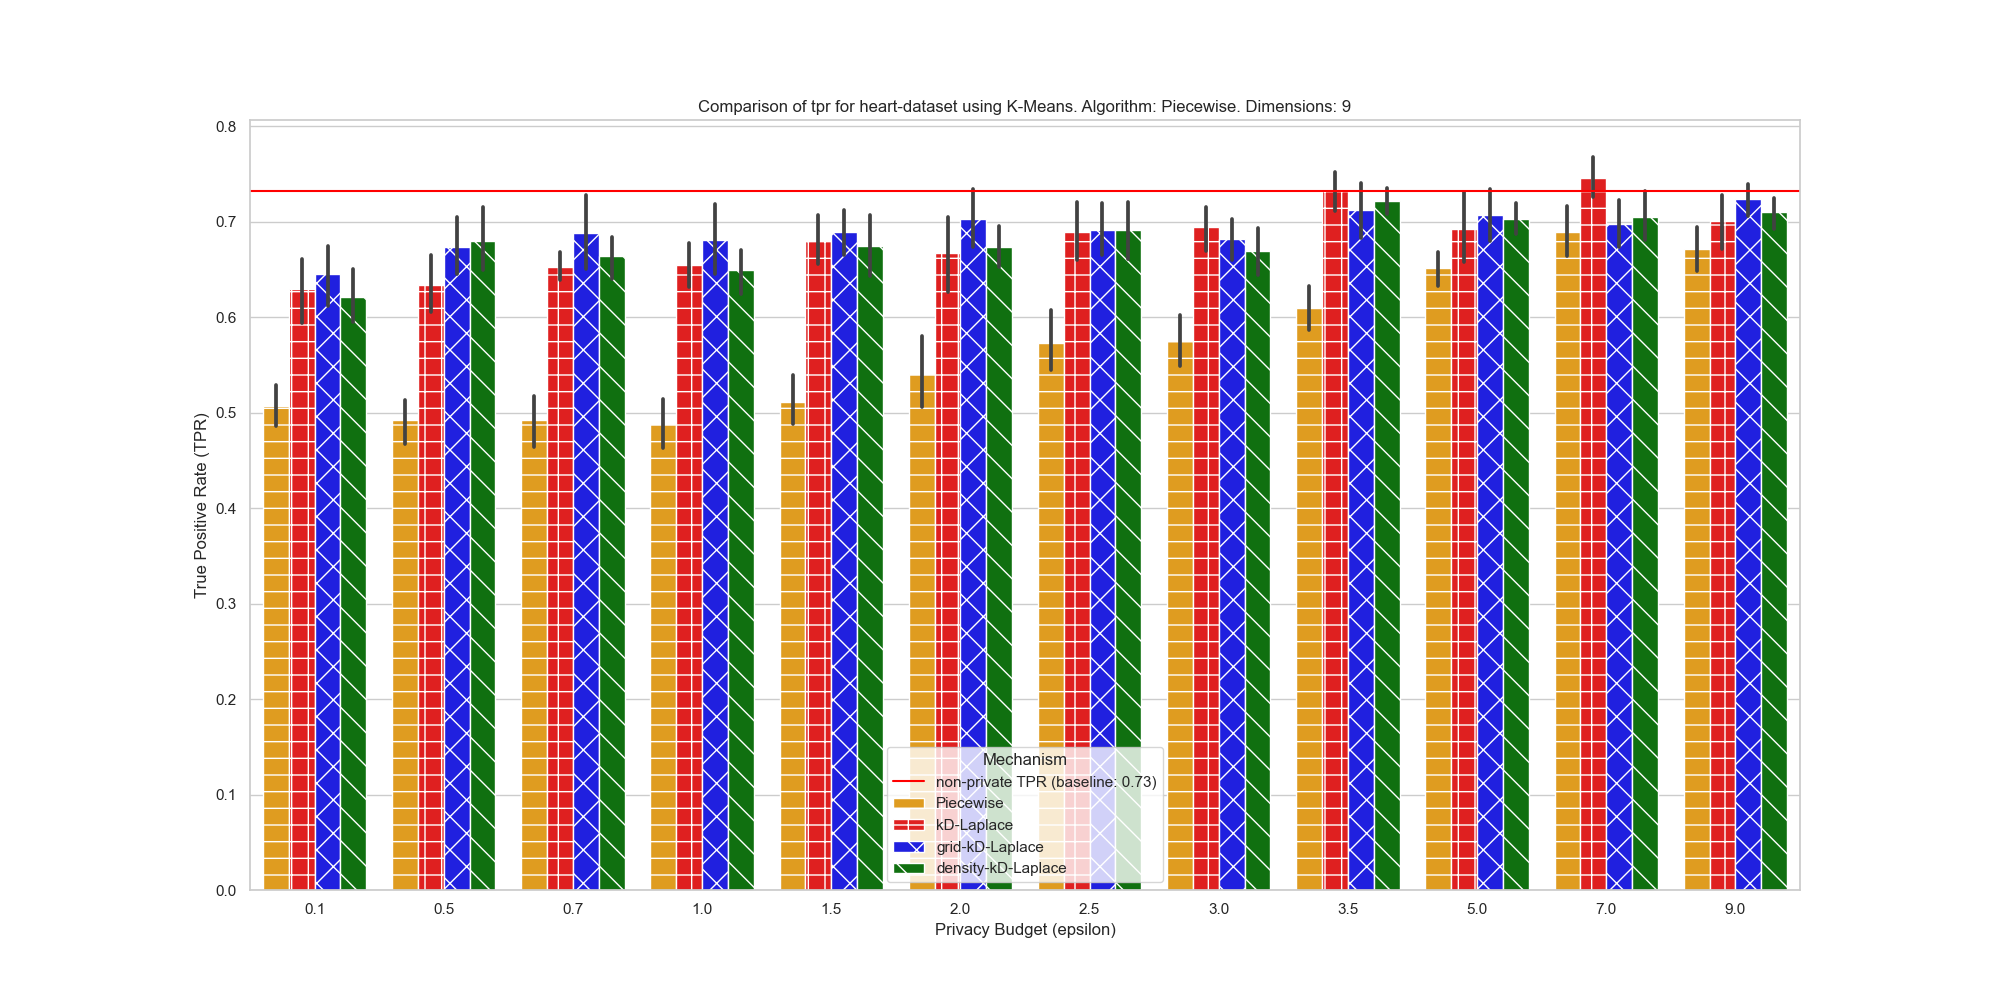 Comparison of tpr for heart-dataset using K-Means. Algorithm: Piecewise. Dimensions: 9
True Positive Rate (TPR)
0.8
0.7
0.6
0.5
0.4
0.3
0.2
0.1
0.0
Mechanism
non-private TPR (baseline: 0.73)
Piecewise
kD-Laplace
grid-kD-Laplace
density-kD-Laplace
0.1 0.5 0.7 1.0 1.5 2.0 2.5 3.0 3.5 5.0 7.0 9.0
Privacy Budget (epsilon)